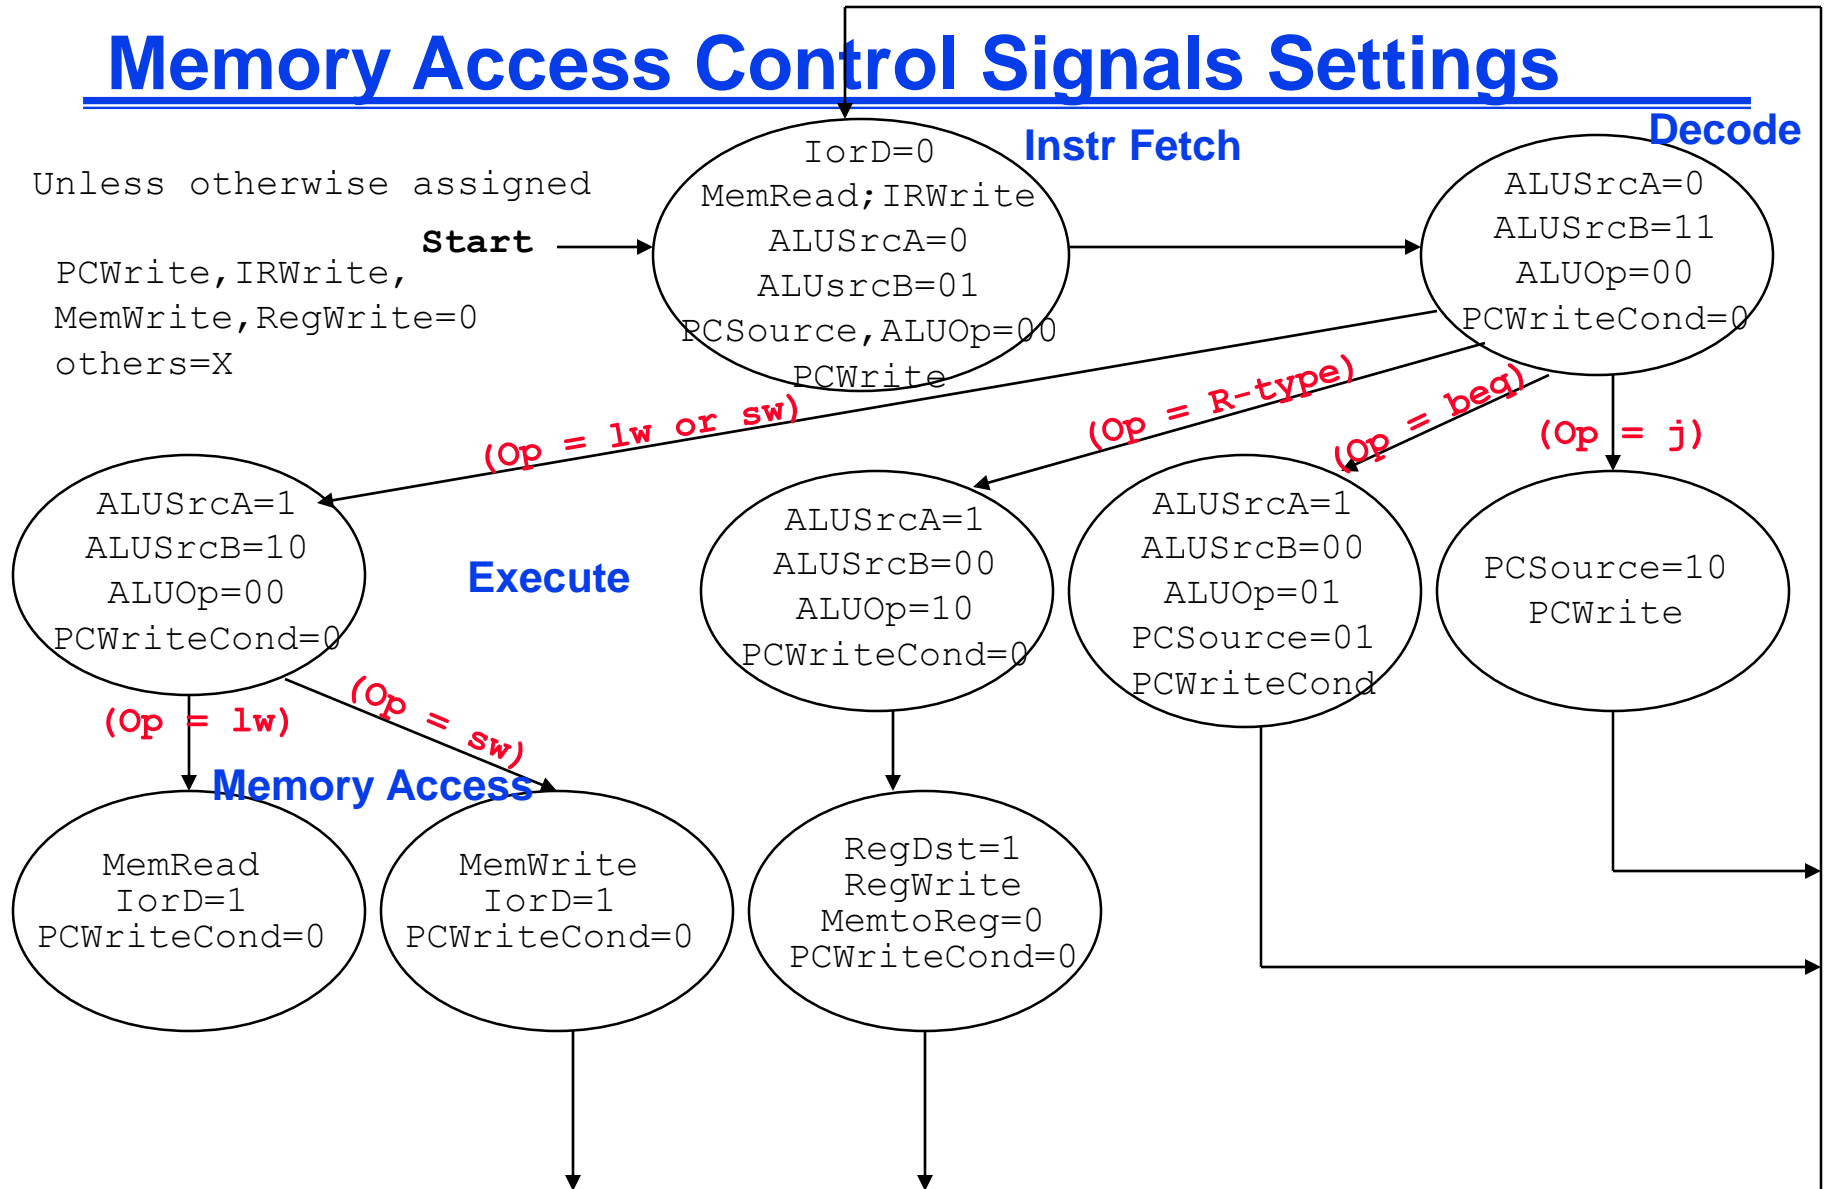 Memory Access Control Signals Settings
Instr Fetch
Decode
Unless otherwise assigned
PCWrite,IRWrite,
MemWrite,RegWrite=0
others=X
Start
IorD=0
MemRead;IRWrite
ALUSrcA=0
ALUsrcB=01
PCSource,ALUOp=00
PCWrite
ALUSrcA=0
ALUSrcB=11
ALUOp=00
PCWriteCond=0
(Op = lw or sw)
(Op = R-type)
(Op = beq)
(Op = j)
ALUSrcA=1
ALUSrcB=10
ALUOp=00
PCWriteCond=0
Execute
ALUSrcA=1
ALUSrcB=00
ALUOp=10
PCWriteCond=0
ALUSrcA=1
ALUSrcB=00
ALUOp=01
PCSource=01
PCWriteCond
PCSource=10
PCWrite
(Op = lw)
(Op = sw)
Memory Access
MemRead
IorD=1
PCWriteCond=0
MemWrite
IorD=1
PCWriteCond=0
RegDst=1
RegWrite
MemtoReg=0
PCWriteCond=0